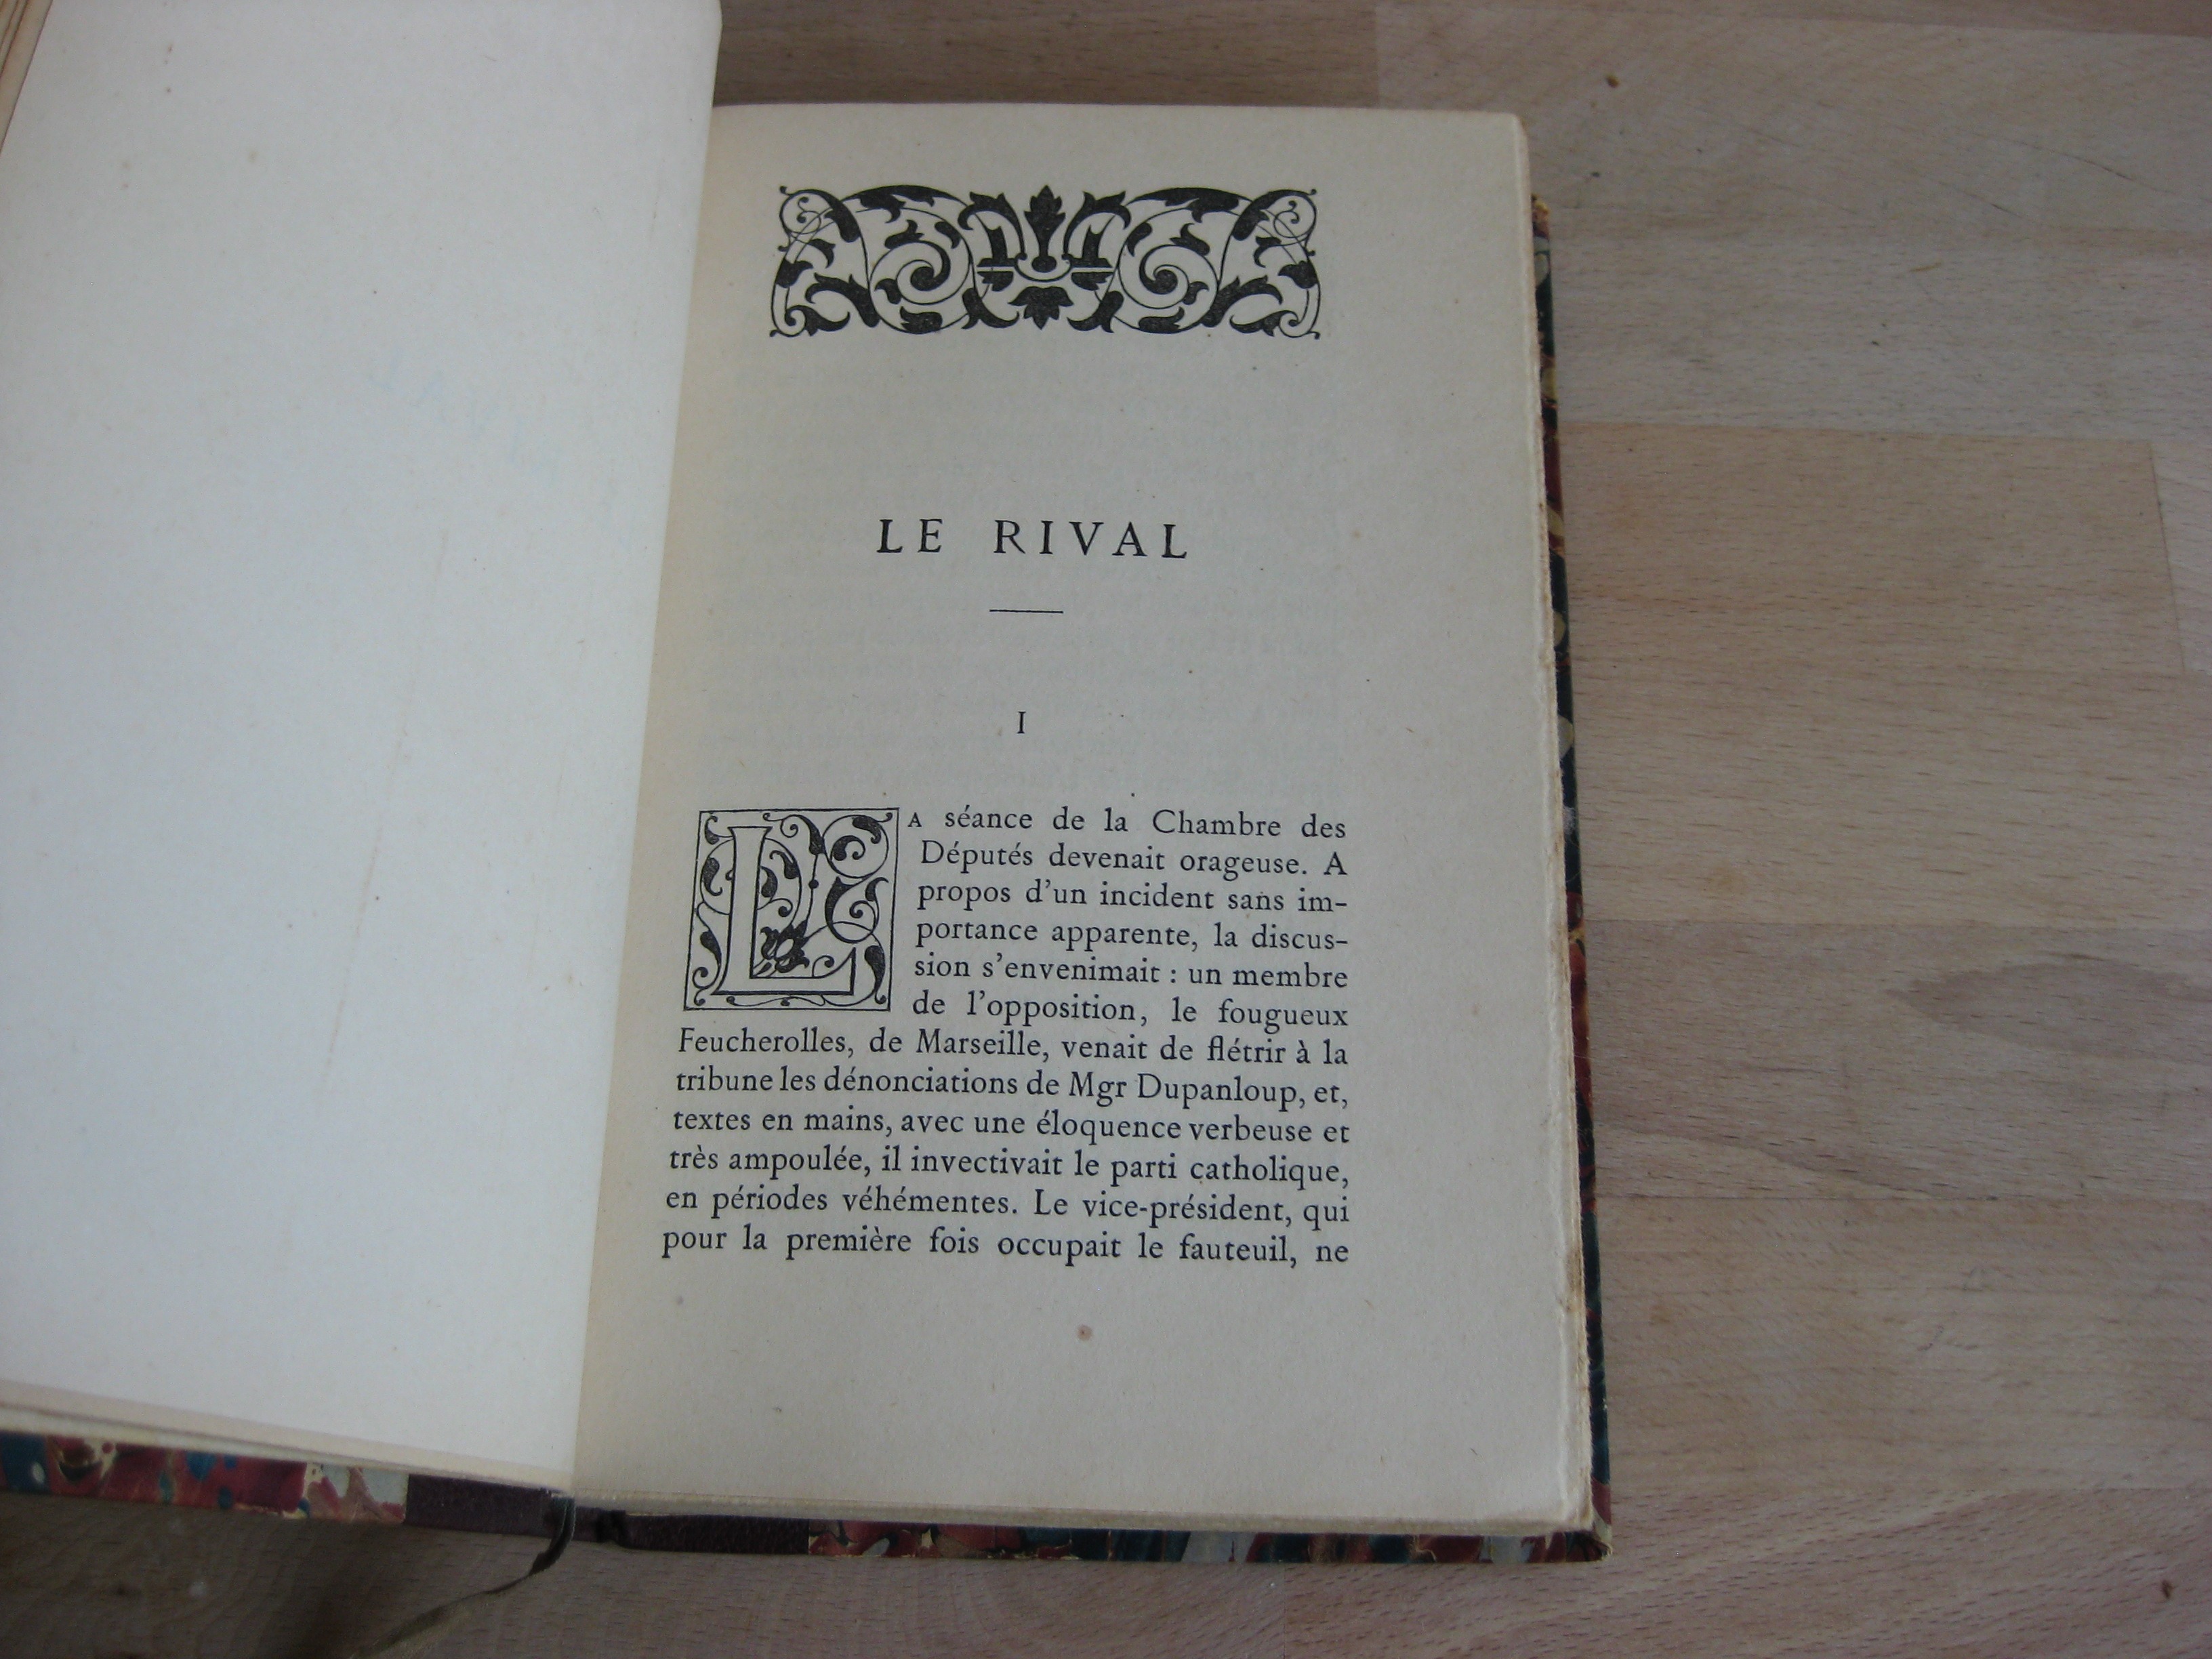 LE RIVAL
I
LA séance de la Chambre des
Députés devenait orageuse. A
propos d'un incident sans im-
portance apparente, la discus-
sion s'envenimait : un membre
de l'opposition, le fougueux
Feucherolles, de Marseille, venait de flétrir à la
tribune les dénonciations de Mgr Dupanloup, et,
textes en mains, avec une éloquence verbeuse et
très ampoulée, il invectivait le parti catholique,
en périodes véhémentes. Le vice-président, qui
pour la première fois occupait le fauteuil, ne